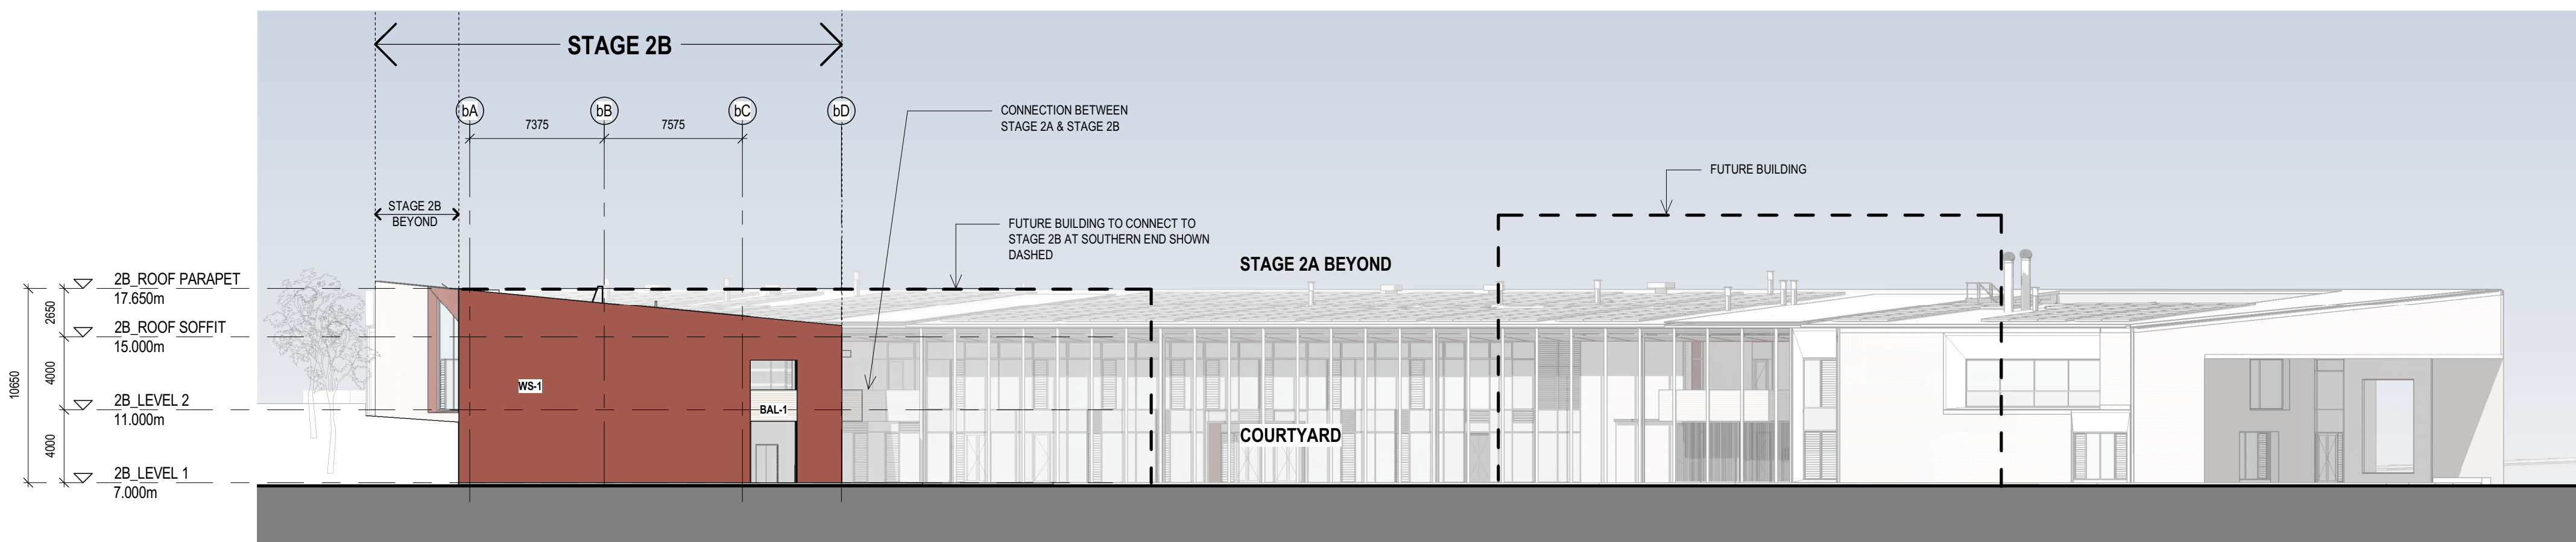 STAGE 2B
bA
bB
bC
bD
7375
7575
CONNECTION BETWEEN
STAGE 2A & STAGE 2B
FUTURE BUILDING
STAGE 2B
BEYOND
FUTURE BUILDING TO CONNECT TO
STAGE 2B AT SOUTHERN END SHOWN
DASHED
STAGE 2A BEYOND
2B_ROOF PARAPET
17.650m
2650
2B_ROOF SOFFIT
15.000m
4000
10650
WS-1
2B_LEVEL 2
11.000m
BAL-1
4000
COURTYARD
2B_LEVEL 1
7.000m